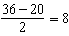 (36-20)/2 = 8